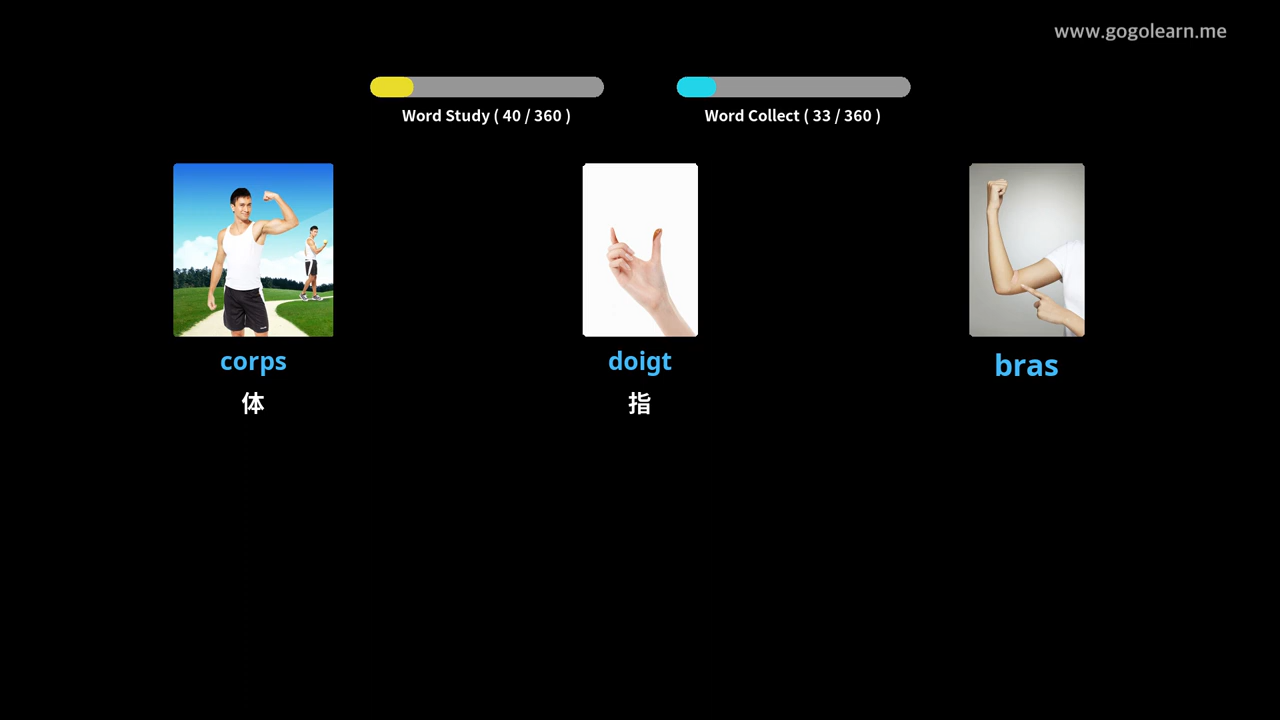 www.gogolearn.me
Word Study ( 40 / 360 )
Word Collect ( 33 / 360 )
corps
doigt
bras
体
指